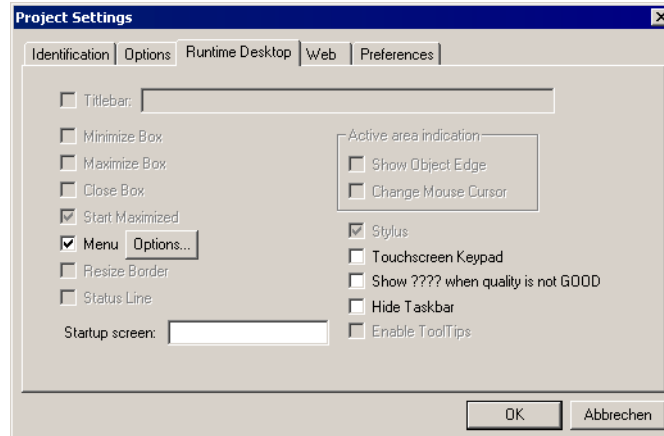 Project Settings
Identification Options Runtime Desktop Web Preferences
Titlebar:
Minimize Box
Maximize Box
Close Box
Start Maximized
Menu Options...
Resize Border
Status Line
Startup screen:
Active area indication
Show Object Edge
Change Mouse Cursor
Stylus
Touchscreen Keypad
Show ???? when quality is not GOOD
Hide Taskbar
Enable ToolTips
OK Abbrechen